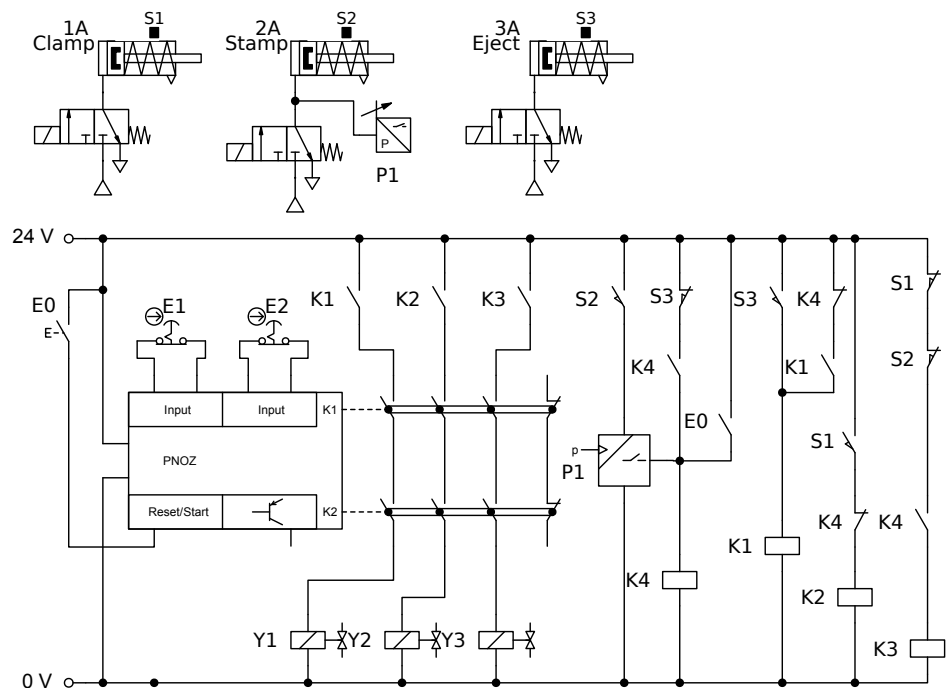 1A
Clamp
S1
2A
Stamp
S2
3A
Eject
S3
P
P1
24 V
E0
E
E1
E2
K1
K2
K3
S2
S3
S3
K4
S1
K4
K1
S2
Input
Input
K1
E0
S1
p
P1
PNOZ
Reset/Start
K2
K4
K4
K1
K4
K2
Y1
Y2
Y3
K3
0 V